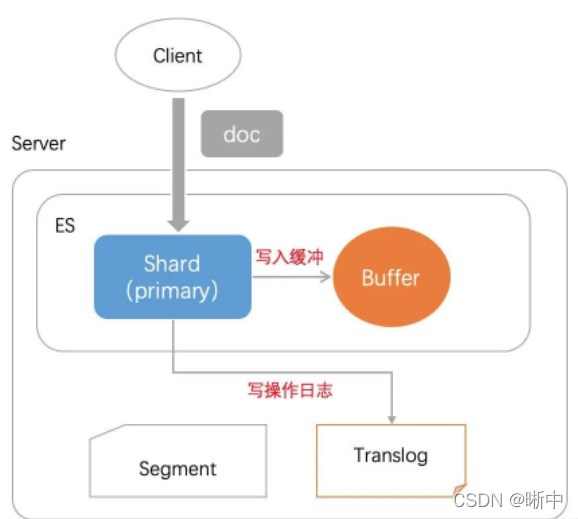 Client
doc
Server
ES
Shard
(primary)
写入缓冲
Buffer
写操作日志
Segment
Translog
CSDN @晰中